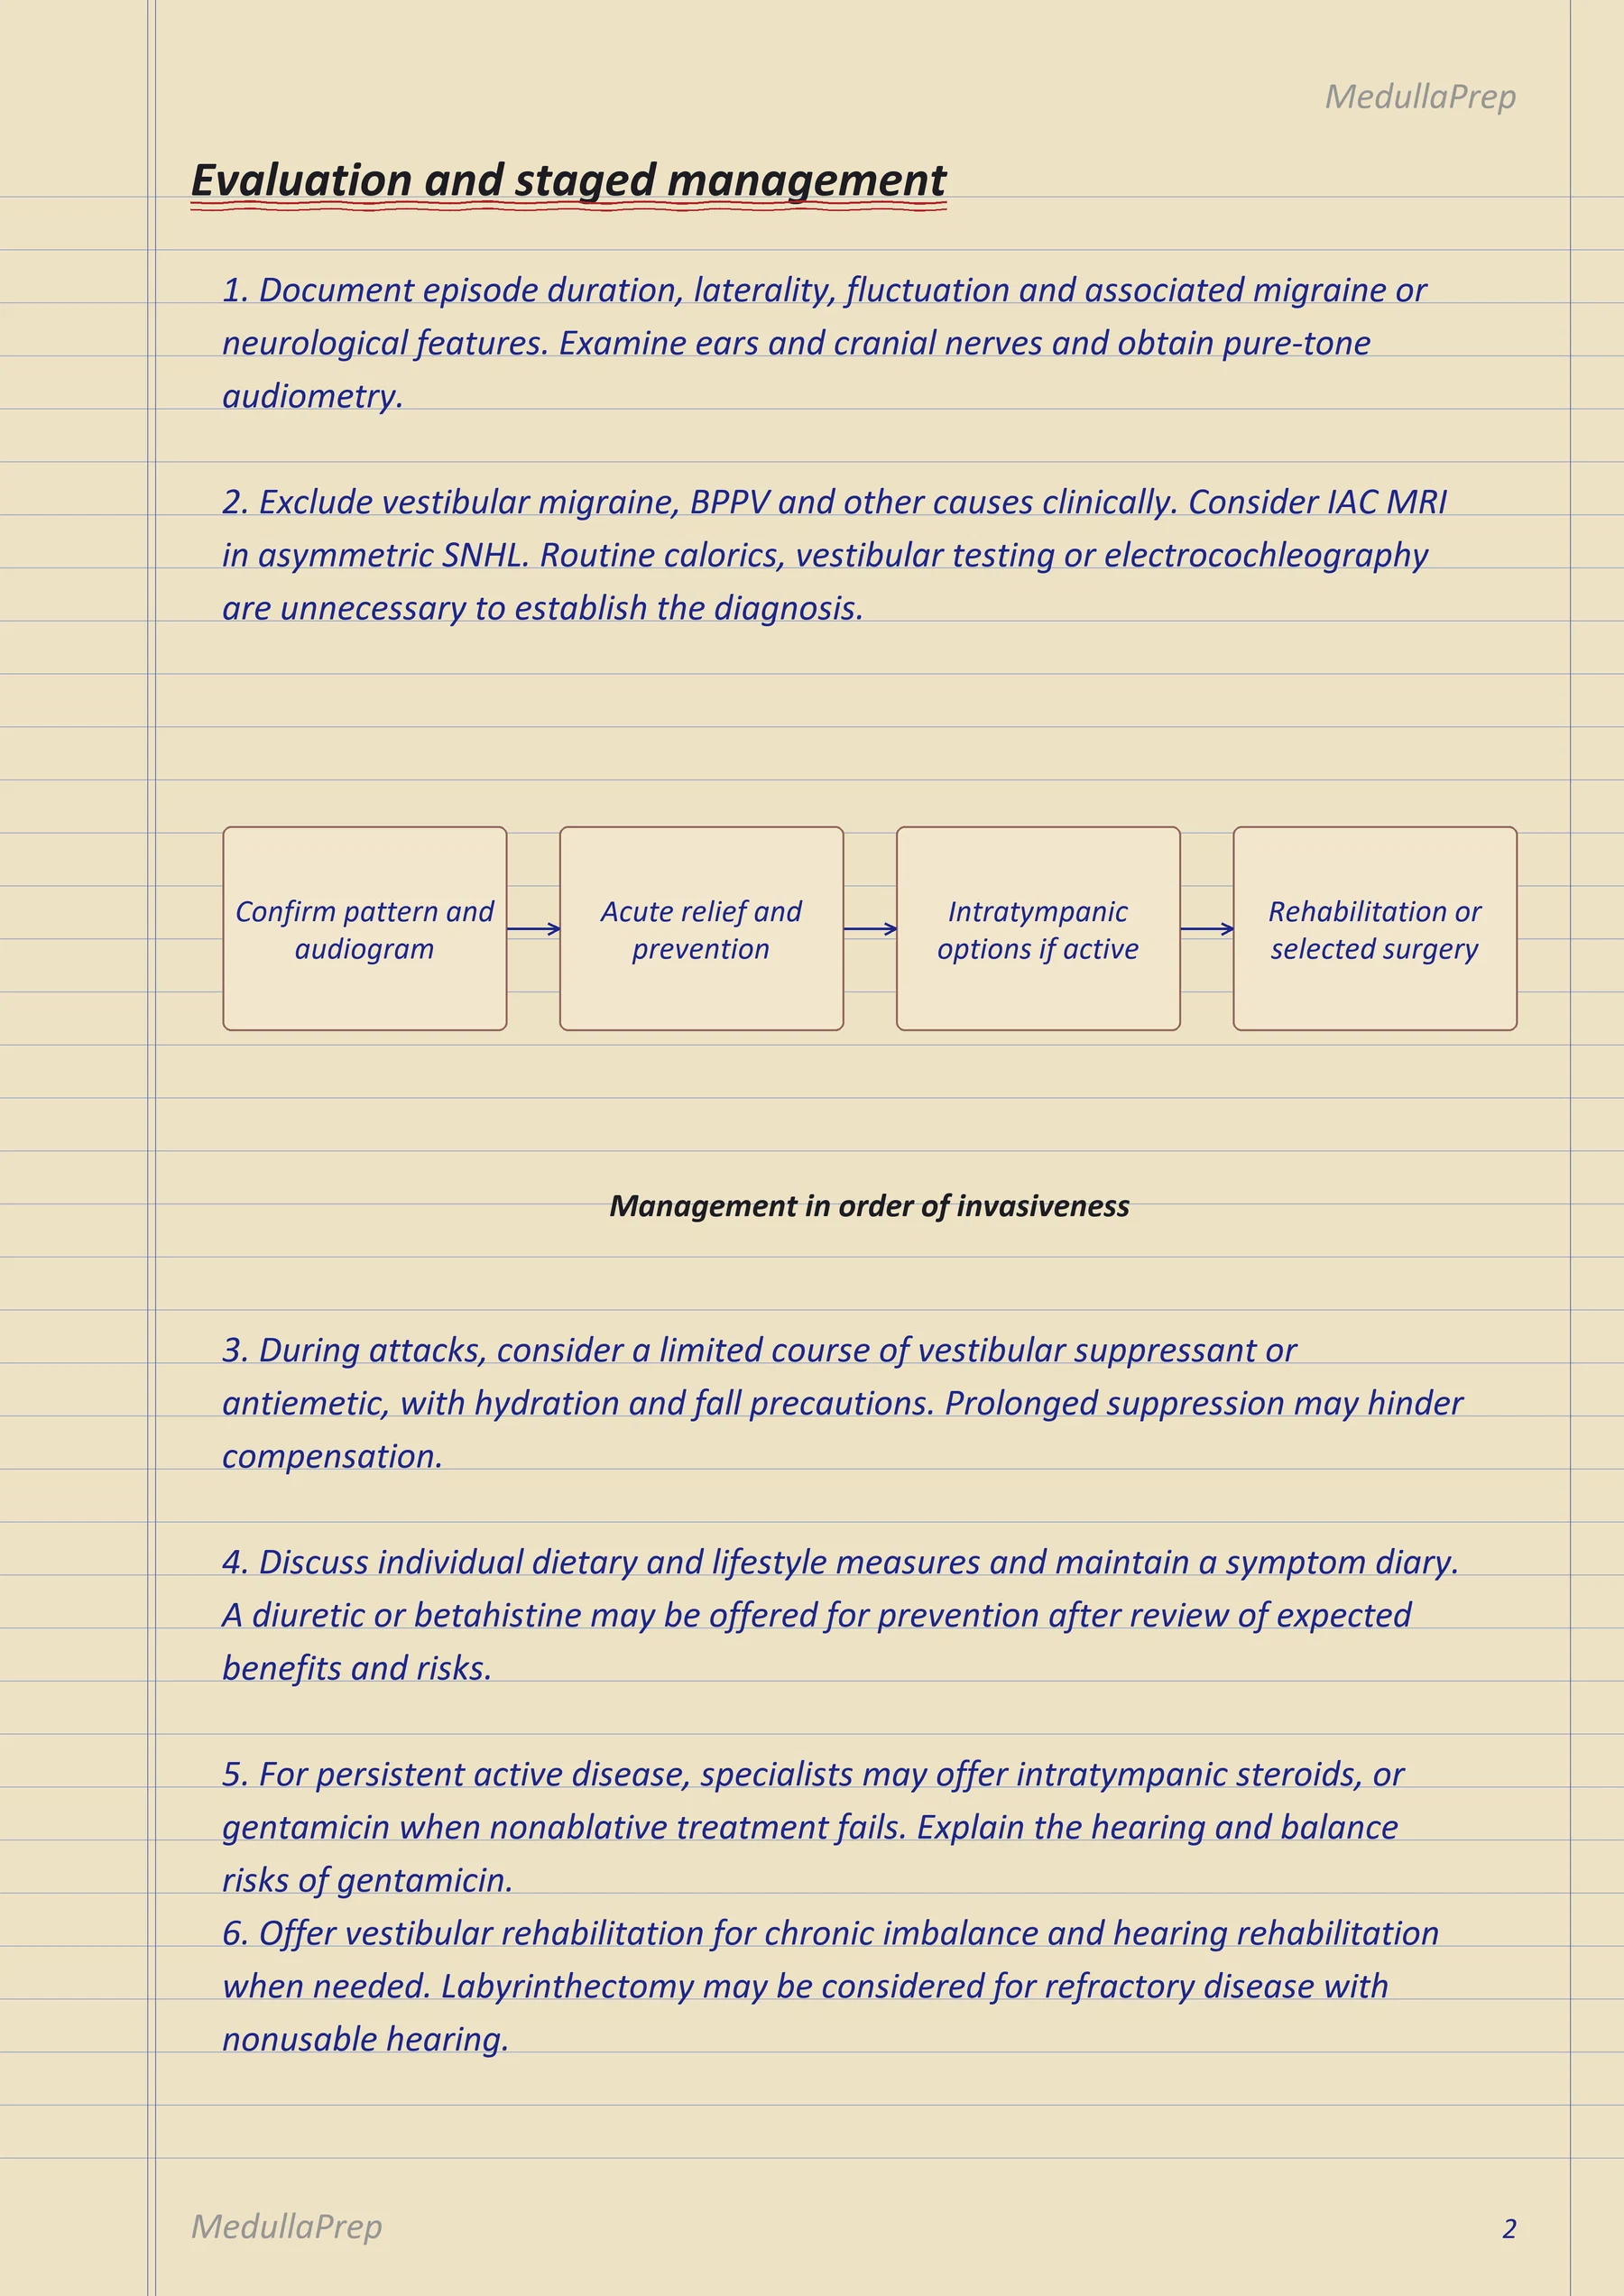 MedullaPrep
Evaluation and staged management
1. Document episode duration, laterality, fluctuation and associated migraine or
neurological features. Examine ears and cranial nerves and obtain pure-tone
audiometry.
2. Exclude vestibular migraine, BPPV and other causes clinically. Consider IAC MRI
in asymmetric SNHL. Routine calorics, vestibular testing or electrocochleography
are unnecessary to establish the diagnosis.
Confirm pattern and
audiogram
Acute relief and
prevention
Intratympanic
options if active
Rehabilitation or
selected surgery
Management in order of invasiveness
3. During attacks, consider a limited course of vestibular suppressant or
antiemetic, with hydration and fall precautions. Prolonged suppression may hinder
compensation.
4. Discuss individual dietary and lifestyle measures and maintain a symptom diary.
A diuretic or betahistine may be offered for prevention after review of expected
benefits and risks.
5. For persistent active disease, specialists may offer intratympanic steroids, or
gentamicin when nonablative treatment fails. Explain the hearing and balance
risks of gentamicin.
6. Offer vestibular rehabilitation for chronic imbalance and hearing rehabilitation
when needed. Labyrinthectomy may be considered for refractory disease with
nonusable hearing.
MedullaPrep
2